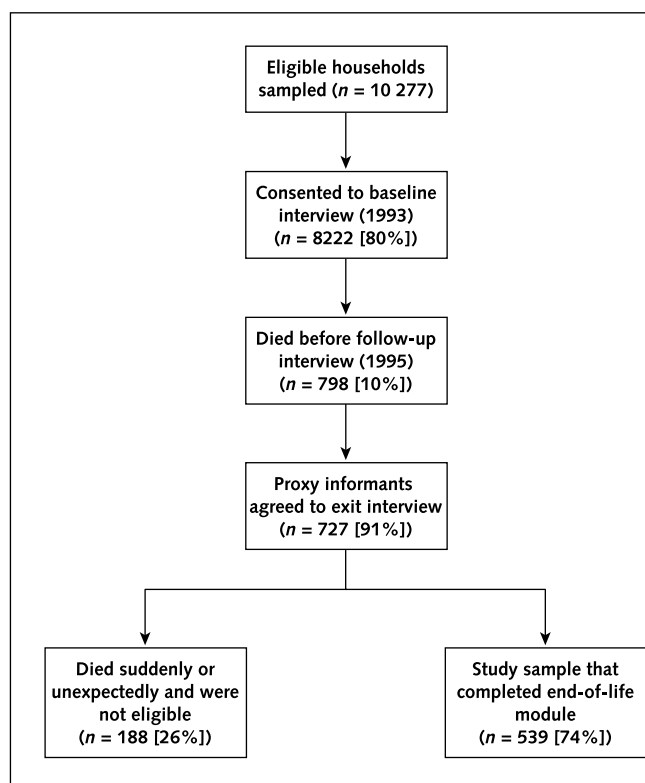 Eligible households
sampled (n = 10 277)
Consented to baseline
interview (1993)
(n = 8222 [80%])
Died before follow-up
interview (1995)
(n = 798 [10%])
Proxy informants
agreed to exit interview
(n = 727 [91%])
Died suddenly or
unexpectedly and were
not eligible
(n = 188 [26%])
Study sample that
completed end-of-life
module
(n = 539 [74%])